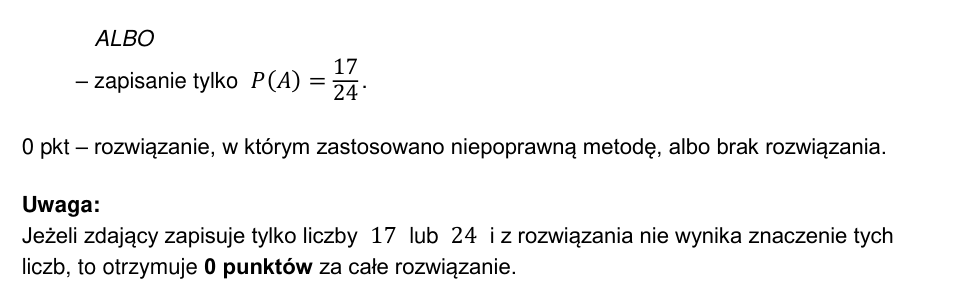 ALBO
– zapisanie tylko P(A) = 17/24.
0 pkt – rozwiązanie, w którym zastosowano niepoprawną metodę, albo brak rozwiązania.
Uwaga:
Jeżeli zdający zapisuje tylko liczby 17 lub 24 i z rozwiązania nie wynika znaczenie tych
liczb, to otrzymuje 0 punktów za całe rozwiązanie.